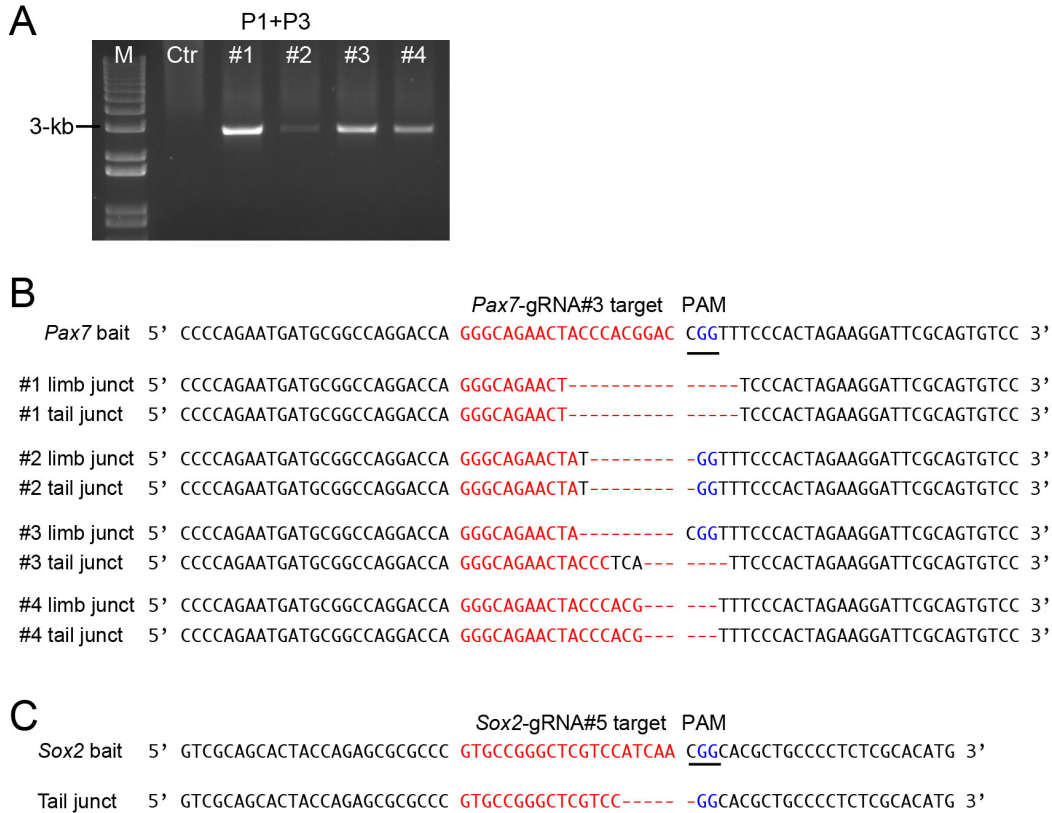 A
P1+P3
M Ctr #1 #2 #3 #4
3-kb
B
Pax7-gRNA#3 target PAM
Pax7 bait 5’ CCCCAGAATGATGCGGCCAGGACCA GGGCAGAACTACCCACGGAC CGGTTTCCCACTAGAAGGATTCGCAGTGTCC 3’
#1 limb junct 5’ CCCCAGAATGATGCGGCCAGGACCA GGGCAGAACT---------- -----TCCCACTAGAAGGATTCGCAGTGTCC 3’
#1 tail junct 5’ CCCCAGAATGATGCGGCCAGGACCA GGGCAGAACT---------- -----TCCCACTAGAAGGATTCGCAGTGTCC 3’
#2 limb junct 5’ CCCCAGAATGATGCGGCCAGGACCA GGGCAGAACTAT-------- -GGTTTCCCACTAGAAGGATTCGCAGTGTCC 3’
#2 tail junct 5’ CCCCAGAATGATGCGGCCAGGACCA GGGCAGAACTAT-------- -GGTTTCCCACTAGAAGGATTCGCAGTGTCC 3’
#3 limb junct 5’ CCCCAGAATGATGCGGCCAGGACCA GGGCAGAACTA--------- CGGTTTCCCACTAGAAGGATTCGCAGTGTCC 3’
#3 tail junct 5’ CCCCAGAATGATGCGGCCAGGACCA GGGCAGAACTACCCTCA--- ----TTCCCACTAGAAGGATTCGCAGTGTCC 3’
#4 limb junct 5’ CCCCAGAATGATGCGGCCAGGACCA GGGCAGAACTACCCACG--- ---TTTCCCACTAGAAGGATTCGCAGTGTCC 3’
#4 tail junct 5’ CCCCAGAATGATGCGGCCAGGACCA GGGCAGAACTACCCACG--- ---TTTCCCACTAGAAGGATTCGCAGTGTCC 3’
C
Sox2-gRNA#5 target PAM
Sox2 bait 5’ GTCGCAGCACTACCAGAGCGCGCCC GTGCCGGGCTCGTCCATCAA CGGCACGCTGCCCCTCTCGCACATG 3’
Tail junct 5’ GTCGCAGCACTACCAGAGCGCGCCC GTGCCGGGCTCGTCC----- -GGCACGCTGCCCCTCTCGCACATG 3’